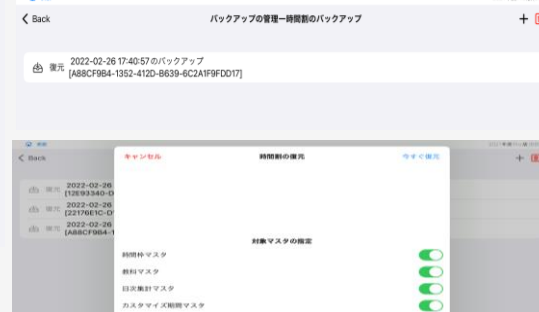 Back バックアップの管理ー時間割のバックアップ +
復元 2022-02-26 17:40:57のバックアップ
[A88CF9B4-1352-412D-B639-6C2A1F9FDD17]
Back
キャンセル 時間割の復元 今すぐ復元
+
復元 2022-02-26
[12E93340-D
復元 2022-02-26
[22176E1C-D
復元 2022-02-26
[A88CF9B4-1
対象マスタの指定
時間枠マスタ
教科マスタ
日次集計マスタ
カスタマイズ期間マスタ